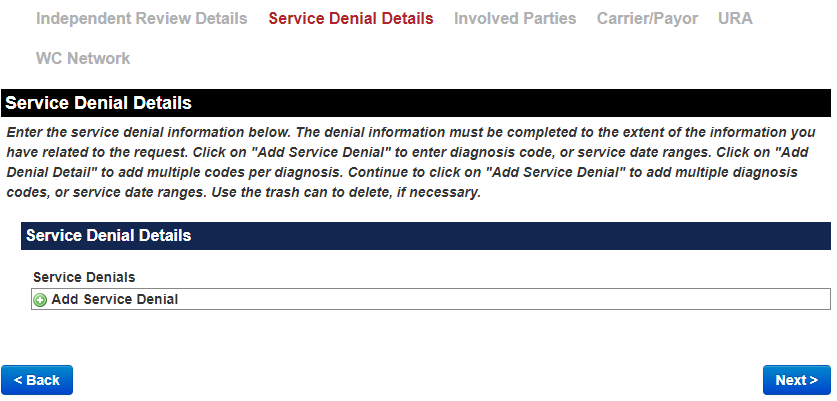 Independent Review Details Service Denial Details Involved Parties Carrier/Payor URA
WC Network
Service Denial Details
Enter the service denial information below. The denial information must be completed to the extent of the information you
have related to the request. Click on "Add Service Denial" to enter diagnosis code, or service date ranges. Click on "Add
Denial Detail" to add multiple codes per diagnosis. Continue to click on "Add Service Denial" to add multiple diagnosis
codes, or service date ranges. Use the trash can to delete, if necessary.
Service Denial Details
Service Denials
Add Service Denial
< Back Next >